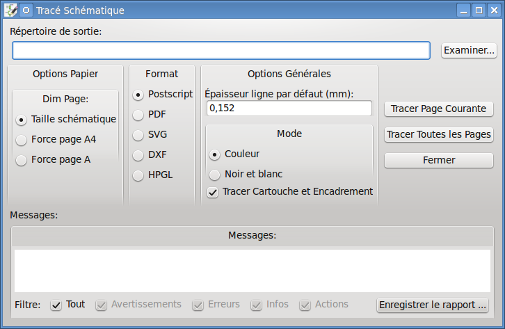 Tracé Schématique
Répertoire de sortie:
Examiner...
Options Papier
Dim Page:
Taille schématique
Force page A4
Force page A
Format
Postscript
PDF
SVG
DXF
HPGL
Options Générales
Épaisseur ligne par défaut (mm):
0,152
Mode
Couleur
Noir et blanc
Tracer Cartouche et Encadrement
Tracer Page Courante
Tracer Toutes les Pages
Fermer
Messages:
Messages:
Filtre: Tout Avertissements Erreurs Infos Actions Enregistrer le rapport ...